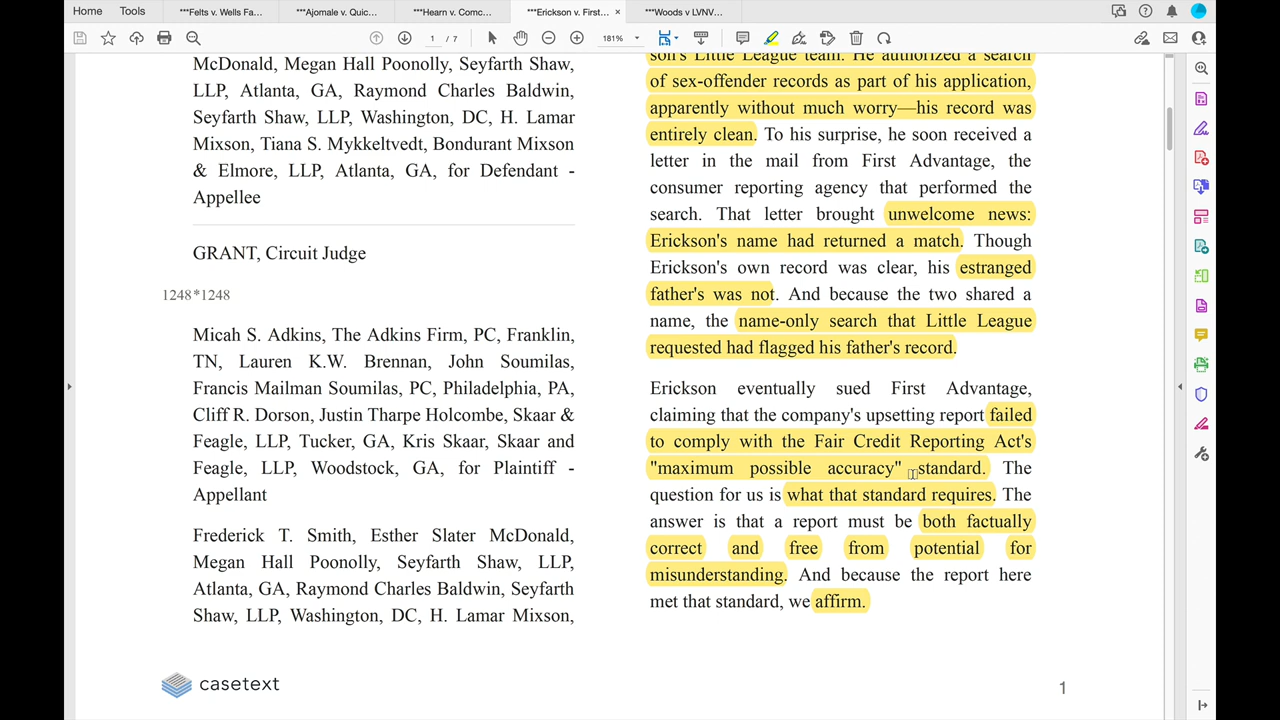 Home Tools ***Felts v. Wells Fa... ***Ajomale v. Quic... ***Hearn v. Comc... ***Erickson v. First... × ***Woods v LVNV...
1 / 7 181%
McDonald, Megan Hall Poonolly, Seyfarth Shaw,
LLP, Atlanta, GA, Raymond Charles Baldwin,
Seyfarth Shaw, LLP, Washington, DC, H. Lamar
Mixson, Tiana S. Mykkeltvedt, Bondurant Mixson
& Elmore, LLP, Atlanta, GA, for Defendant -
Appellee
GRANT, Circuit Judge
1248*1248
Micah S. Adkins, The Adkins Firm, PC, Franklin,
TN, Lauren K.W. Brennan, John Soumilas,
Francis Mailman Soumilas, PC, Philadelphia, PA,
Cliff R. Dorson, Justin Tharpe Holcombe, Skaar &
Feagle, LLP, Tucker, GA, Kris Skaar, Skaar and
Feagle, LLP, Woodstock, GA, for Plaintiff -
Appellant
Frederick T. Smith, Esther Slater McDonald,
Megan Hall Poonolly, Seyfarth Shaw, LLP,
Atlanta, GA, Raymond Charles Baldwin, Seyfarth
Shaw, LLP, Washington, DC, H. Lamar Mixson,
son's Little League team. He authorized a search
of sex-offender records as part of his application,
apparently without much worry—his record was
entirely clean. To his surprise, he soon received a
letter in the mail from First Advantage, the
consumer reporting agency that performed the
search. That letter brought unwelcome news:
Erickson's name had returned a match. Though
Erickson's own record was clear, his estranged
father's was not. And because the two shared a
name, the name-only search that Little League
requested had flagged his father's record.
Erickson eventually sued First Advantage,
claiming that the company's upsetting report failed
to comply with the Fair Credit Reporting Act's
"maximum possible accuracy" standard. The
question for us is what that standard requires. The
answer is that a report must be both factually
correct and free from potential for
misunderstanding. And because the report here
met that standard, we affirm.
casetext
1